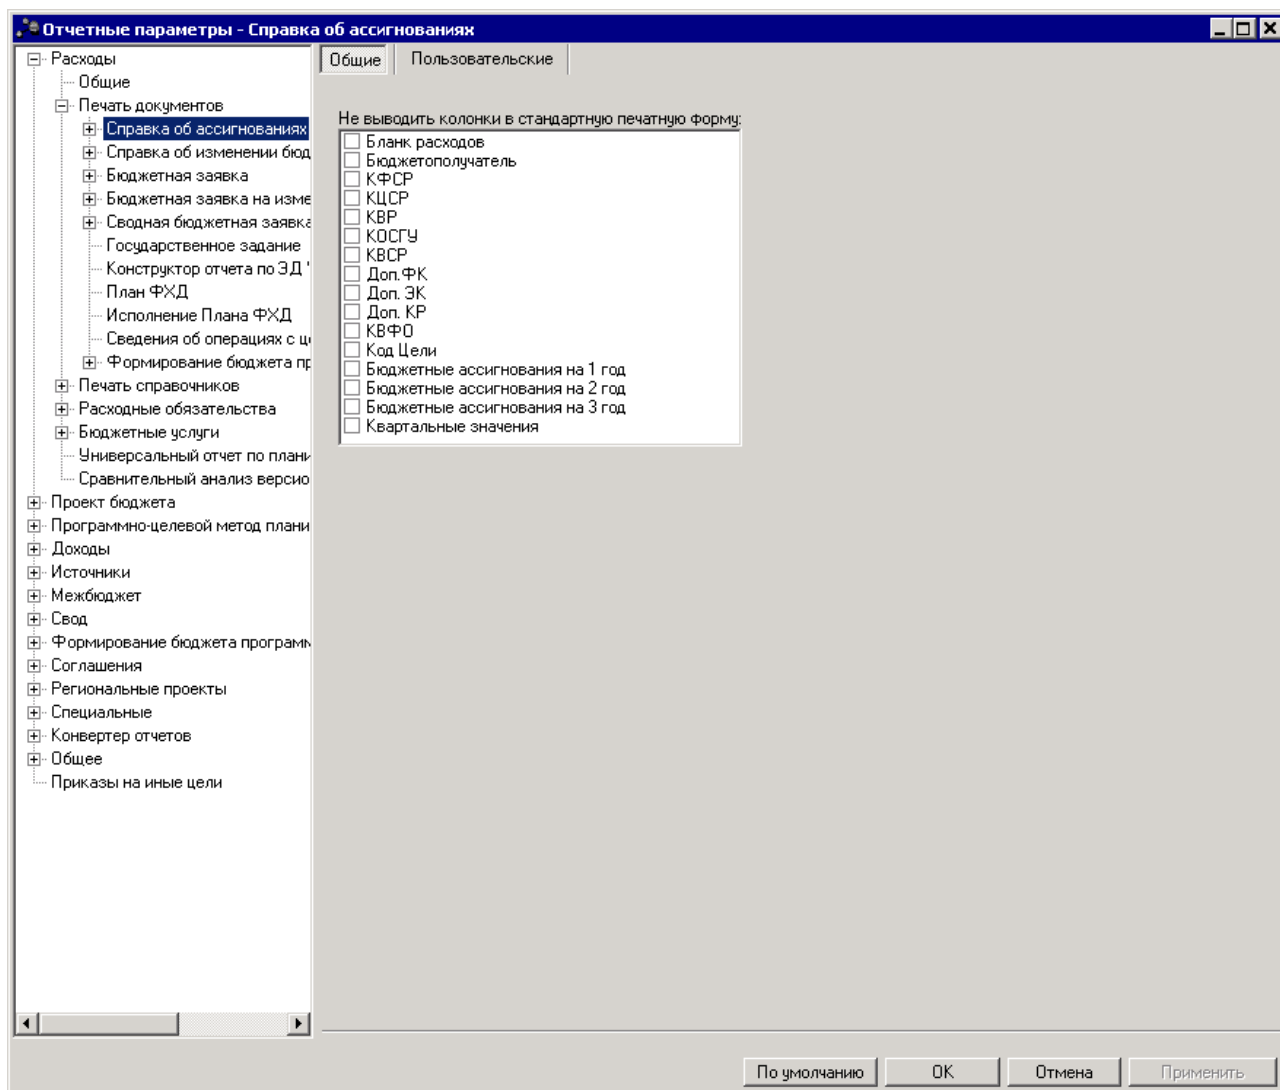 Отчетные параметры - Справка об ассигнованиях
Расходы
Общие
Печать документов
Справка об ассигнованиях
Справка об изменении бюд
Бюджетная заявка
Бюджетная заявка на изме
Сводная бюджетная заявка
Государственное задание
Конструктор отчета по ЭД '
План ФХД
Исполнение Плана ФХД
Сведения об операциях с це
Формирование бюджета пр
Печать справочников
Расходные обязательства
Бюджетные услуги
Универсальный отчет по плани
Сравнительный анализ версио
Проект бюджета
Программно-целевой метод плани
Доходы
Источники
Межбюджет
Свод
Формирование бюджета программ
Соглашения
Региональные проекты
Специальные
Конвертер отчетов
Общее
Приказы на иные цели
Общие
Пользовательские
Не выводить колонки в стандартную печатную форму:
Бланк расходов
Бюджетополучатель
КФСР
КЦСР
КВР
КОСГУ
КВСР
Доп.ФК
Доп. ЭК
Доп. КР
КВФО
Код Цели
Бюджетные ассигнования на 1 год
Бюджетные ассигнования на 2 год
Бюджетные ассигнования на 3 год
Квартальные значения
По умолчанию
OK
Отмена
Применить